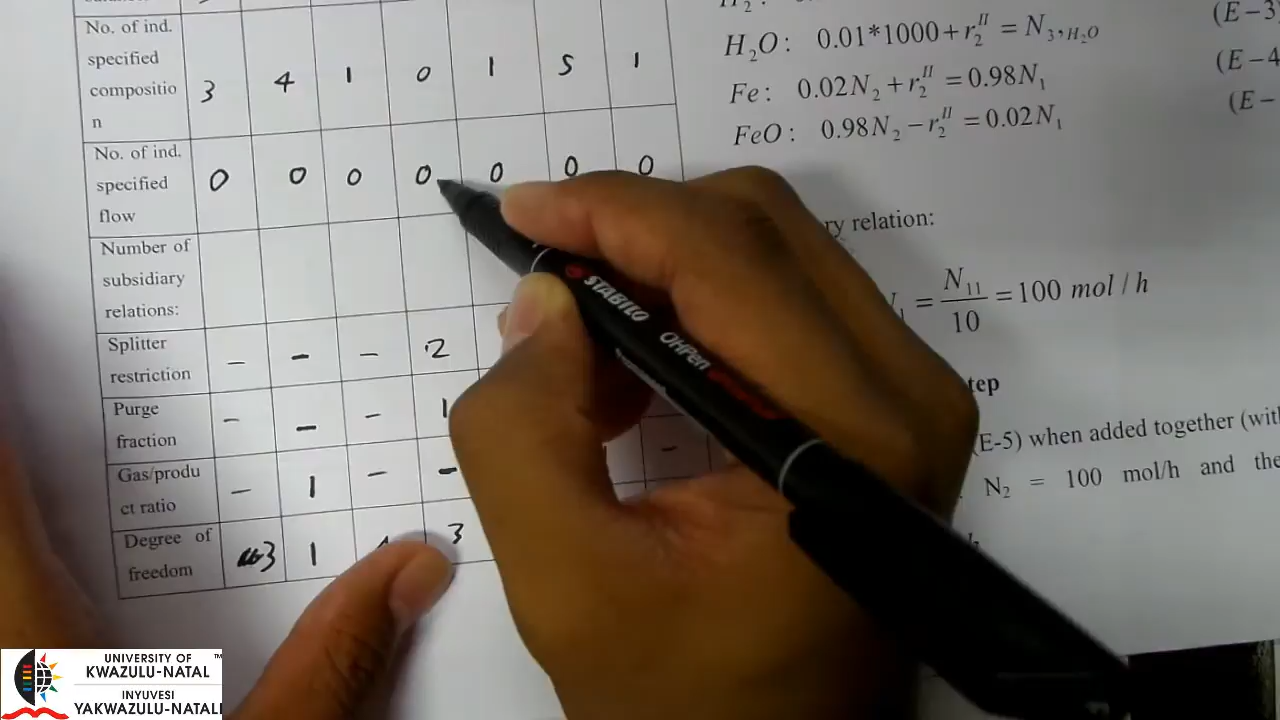 No. of ind.
specified
compositio
n
3 4 1 0 1 5 1
No. of ind.
specified
flow
0 0 0 0 0 0 0
Number of
subsidiary
relations:
Splitter
restriction
- - - 2
Purge
fraction
- - - 1
-
Gas/produ
ct ratio
- 1 - -
Degree of
freedom
3 1 3
H₂O: 0.01*1000+r₂ᴵᴵ = N₃,H₂O
Fe: 0.02N₂+r₂ᴵᴵ = 0.98N₁
FeO: 0.98N₂−r₂ᴵᴵ = 0.02N₁
(E−3
(E−4
(E−
relation:
= N₁₁/10 = 100 mol/h
(E-5) when added together
N₂ = 100 mol/h and the
STABILO OHPen
UNIVERSITY OF ™
KWAZULU-NATAL
INYUVESI
YAKWAZULU-NATALI